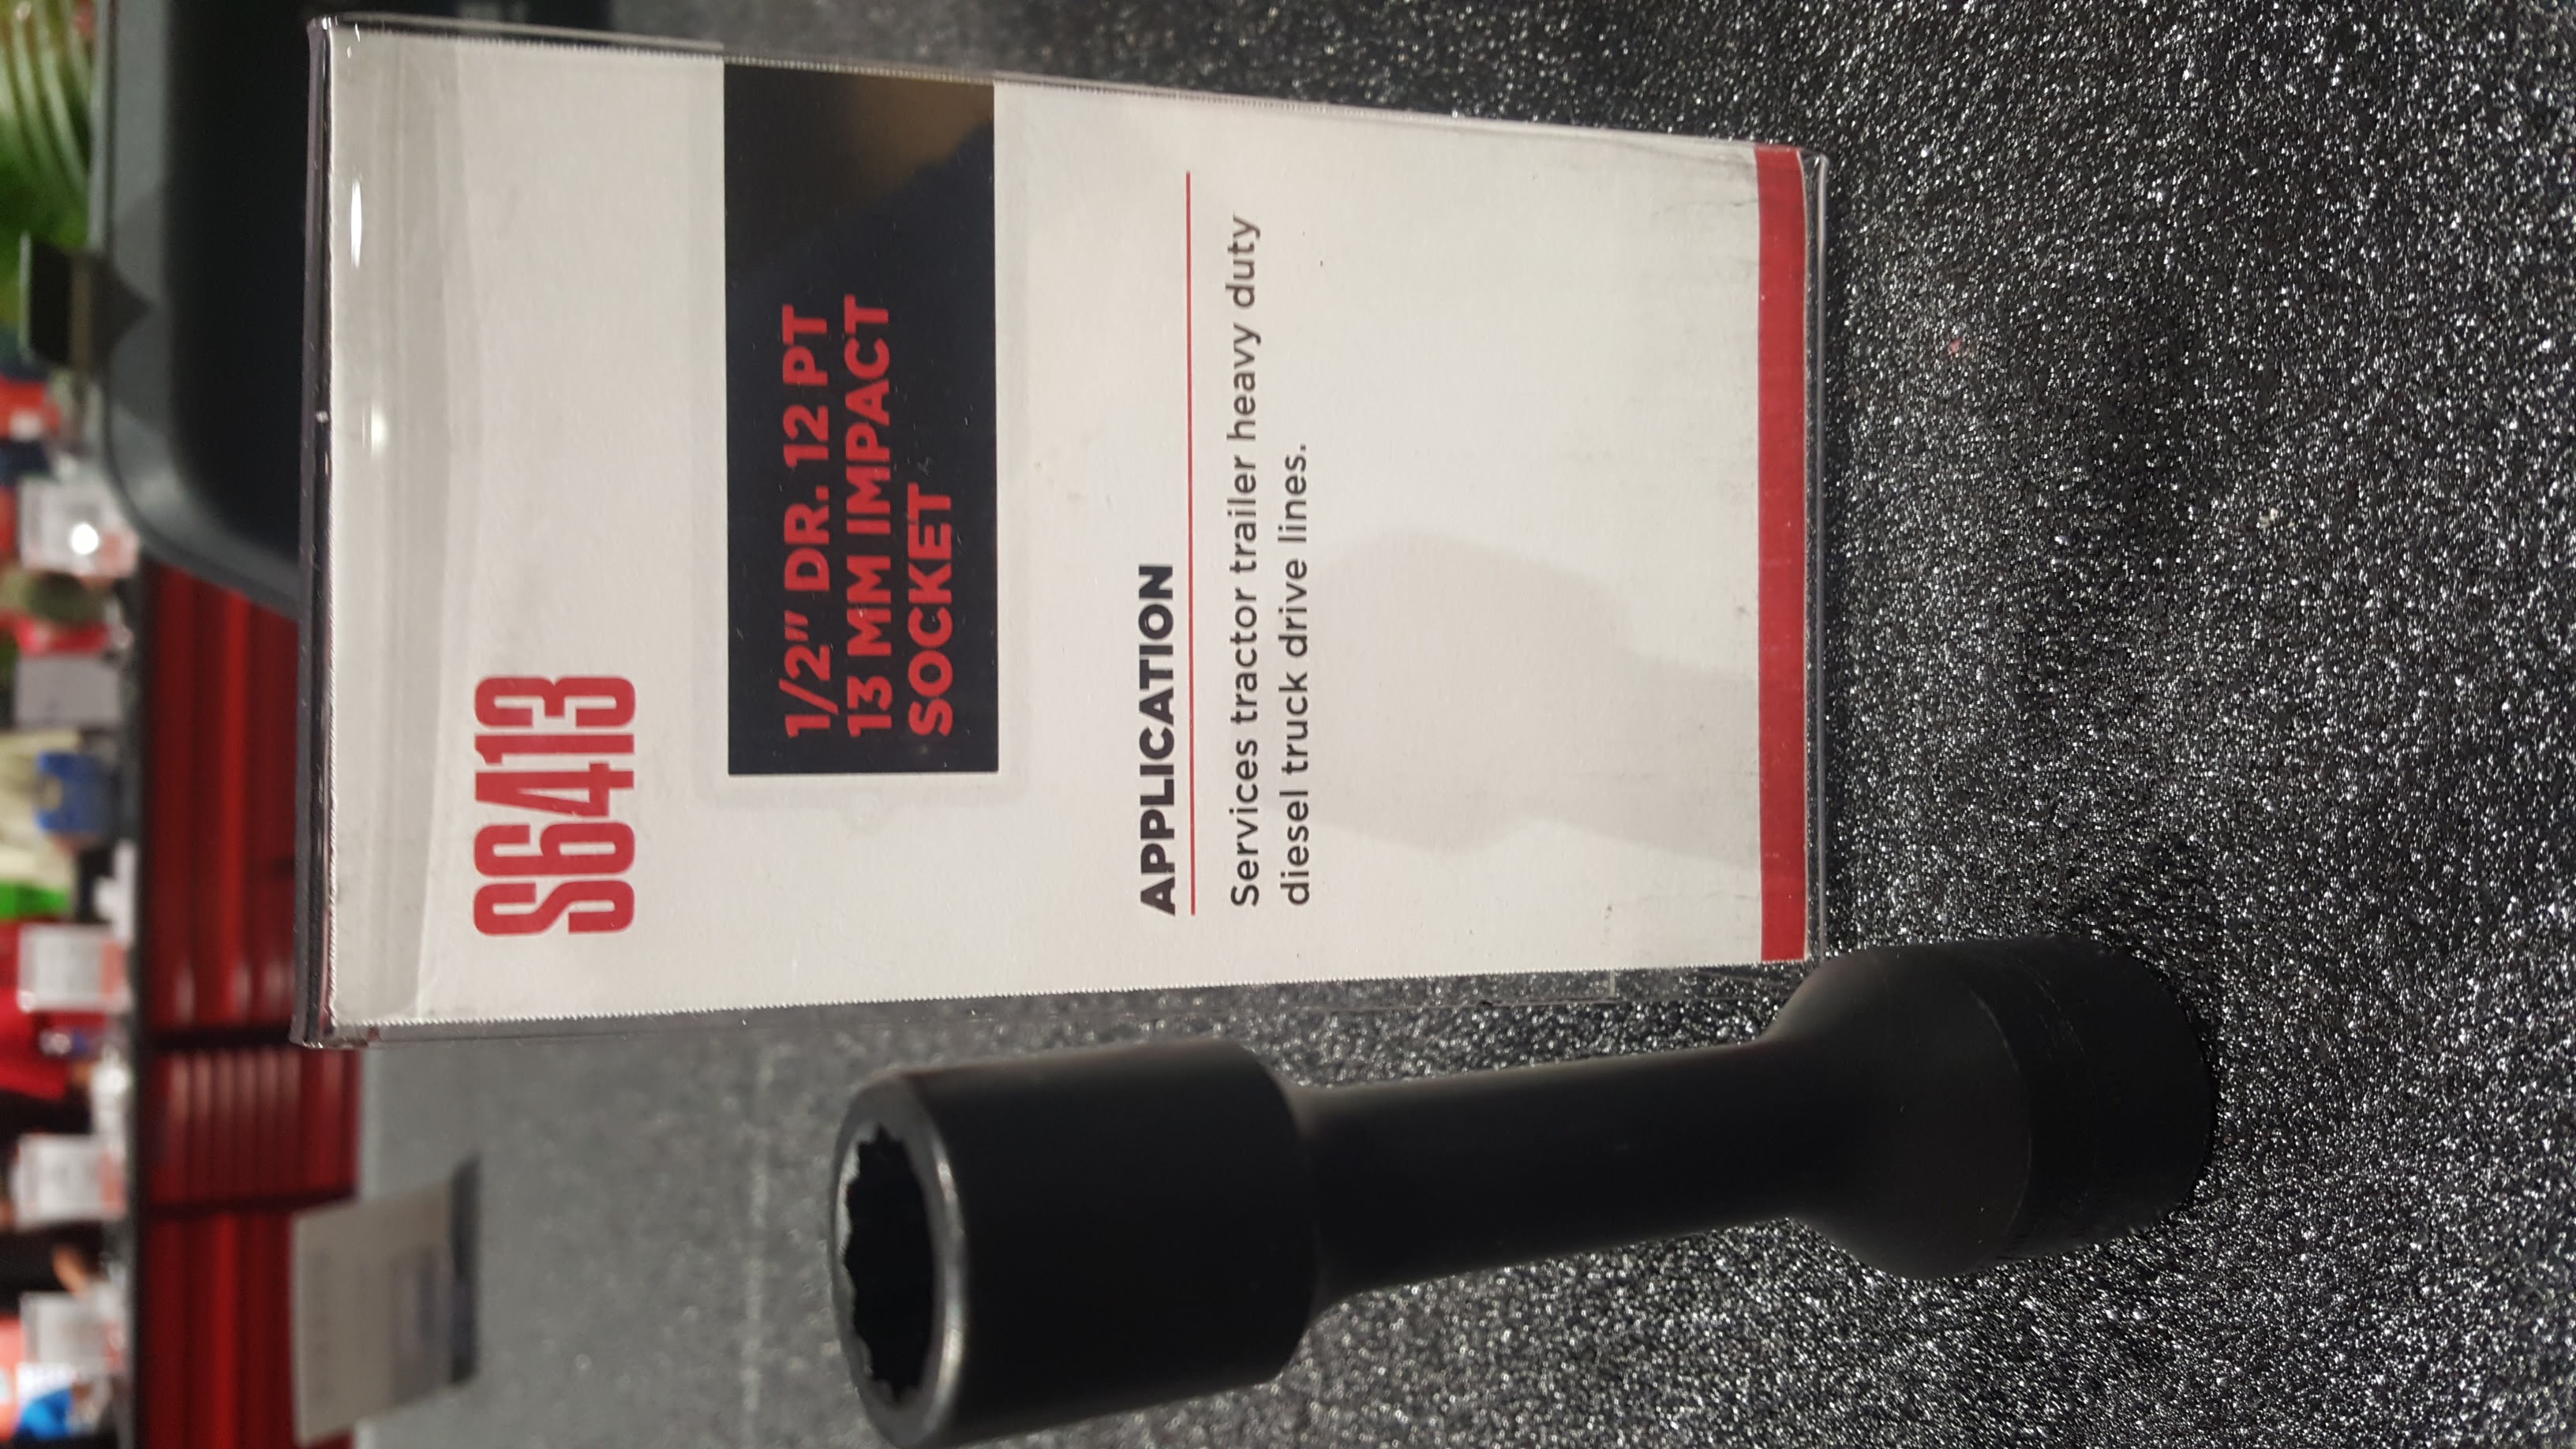 S6413
1/2" DR. 12 PT
13 MM IMPACT
SOCKET
APPLICATION
Services tractor trailer heavy duty
diesel truck drive lines.